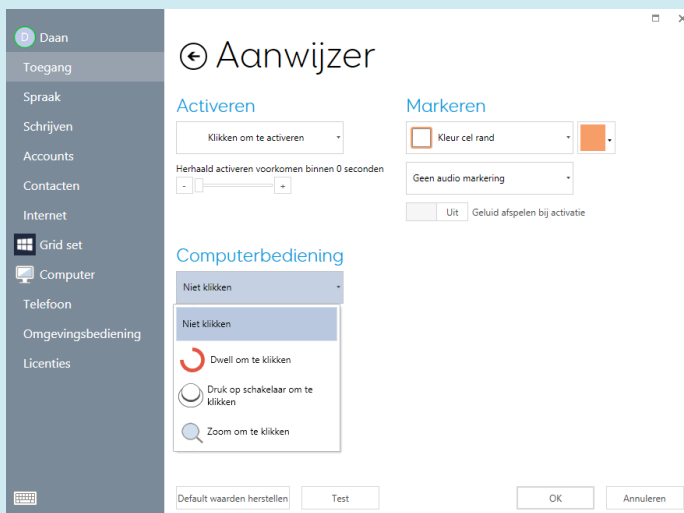 D Daan
Toegang
Spraak
Schrijven
Accounts
Contacten
Internet
Grid set
Computer
Telefoon
Omgevingsbediening
Licenties
Aanwijzer
Activeren
Klikken om te activeren
Herhaald activeren voorkomen binnen 0 seconden
- +
Markeren
Kleur cel rand
Geen audio markering
Uit Geluid afspelen bij activatie
Computerbediening
Niet klikken
Niet klikken
Dwell om te klikken
Druk op schakelaar om te
klikken
Zoom om te klikken
Default waarden herstellen Test OK Annuleren